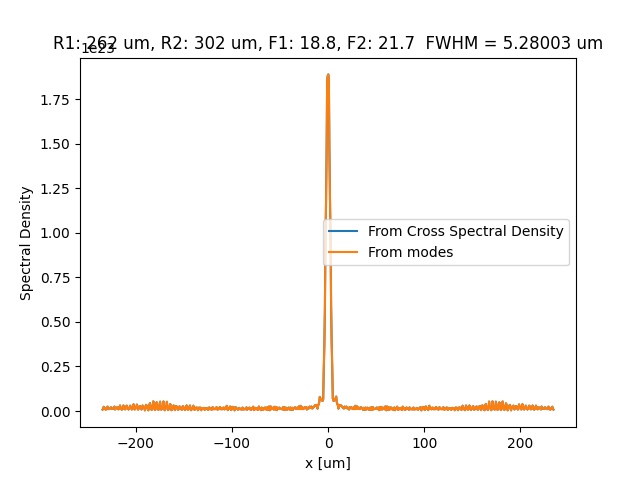 R1: 262 um, R2: 302 um, F1: 18.8, F2: 21.7  FWHM = 5.28003 um
1e23
1.75
1.50
1.25
1.00
0.75
0.50
0.25
0.00
Spectral Density
From Cross Spectral Density
From modes
−200
−100
0
100
200
x [um]